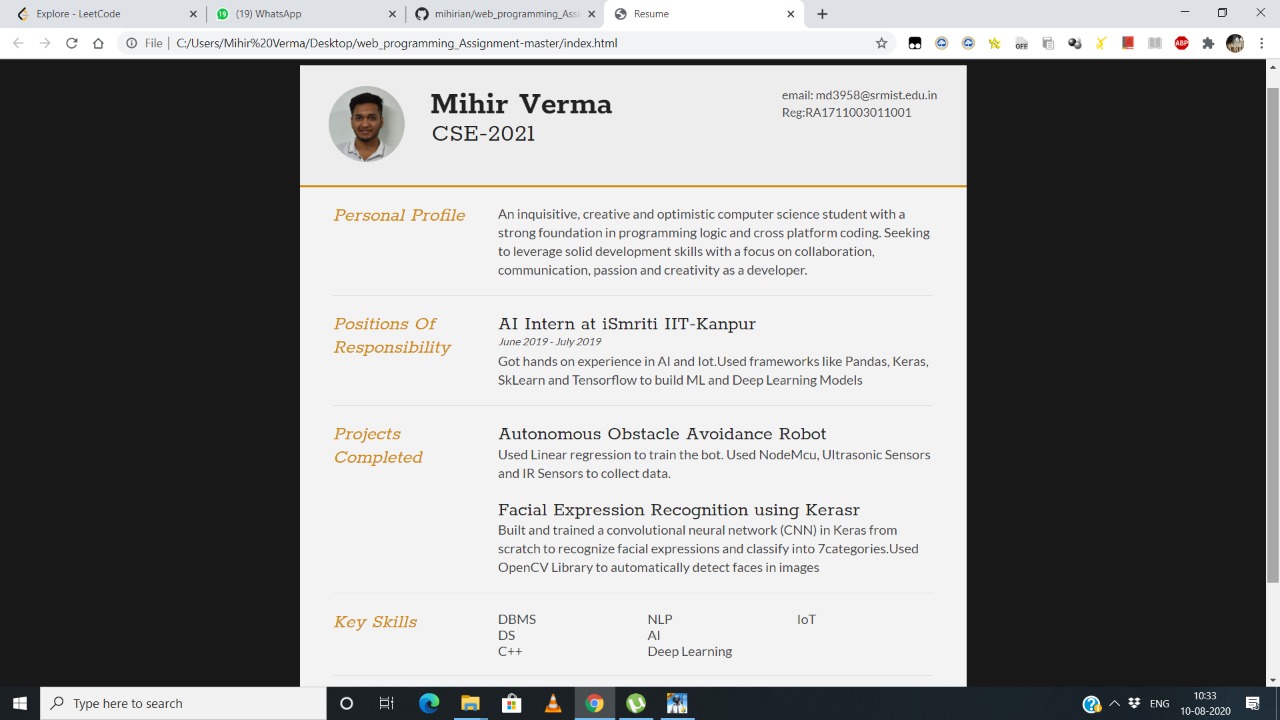 Explore - LeetCode
(19) WhatsApp
mihirian/web_programming_Assi
Resume
File | C:/Users/Mihir%20Verma/Desktop/web_programming_Assignment-master/index.html
OFF
ABP
Mihir Verma
CSE-2021
email: md3958@srmist.edu.in
Reg:RA1711003011001
Personal Profile
An inquisitive, creative and optimistic computer science student with a
strong foundation in programming logic and cross platform coding. Seeking
to leverage solid development skills with a focus on collaboration,
communication, passion and creativity as a developer.
Positions Of
Responsibility
AI Intern at iSmriti IIT-Kanpur
June 2019 - July 2019
Got hands on experience in AI and Iot.Used frameworks like Pandas, Keras,
SkLearn and Tensorflow to build ML and Deep Learning Models
Projects
Completed
Autonomous Obstacle Avoidance Robot
Used Linear regression to train the bot. Used NodeMcu, Ultrasonic Sensors
and IR Sensors to collect data.
Facial Expression Recognition using Kerasr
Built and trained a convolutional neural network (CNN) in Keras from
scratch to recognize facial expressions and classify into 7categories.Used
OpenCV Library to automatically detect faces in images
Key Skills
DBMS NLP IoT
DS AI
C++ Deep Learning
Type here to search
ENG
10:33
10-08-2020